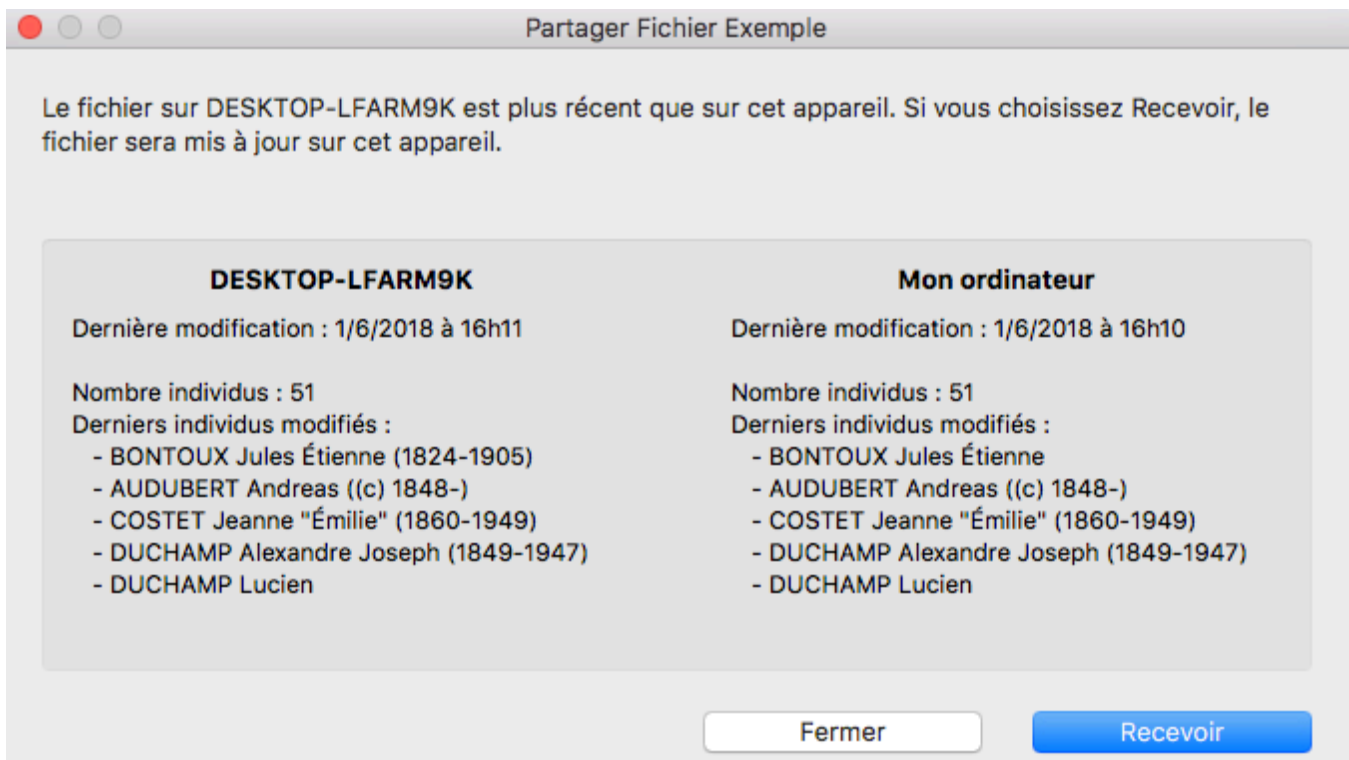 Partager Fichier Exemple
Le fichier sur DESKTOP-LFARM9K est plus récent que sur cet appareil. Si vous choisissez Recevoir, le
fichier sera mis à jour sur cet appareil.
DESKTOP-LFARM9K
Dernière modification : 1/6/2018 à 16h11
Nombre individus : 51
Derniers individus modifiés :
- BONTOUX Jules Étienne (1824-1905)
- AUDUBERT Andreas ((c) 1848-)
- COSTET Jeanne "Émilie" (1860-1949)
- DUCHAMP Alexandre Joseph (1849-1947)
- DUCHAMP Lucien
Mon ordinateur
Dernière modification : 1/6/2018 à 16h10
Nombre individus : 51
Derniers individus modifiés :
- BONTOUX Jules Étienne
- AUDUBERT Andreas ((c) 1848-)
- COSTET Jeanne "Émilie" (1860-1949)
- DUCHAMP Alexandre Joseph (1849-1947)
- DUCHAMP Lucien
Fermer
Recevoir